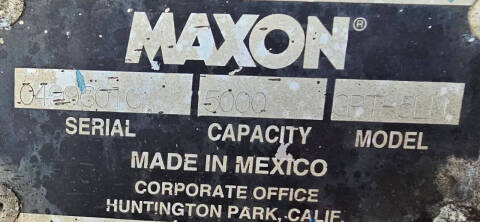 MAXON®
5000
SERIAL CAPACITY MODEL
MADE IN MEXICO
CORPORATE OFFICE
HUNTINGTON PARK, CALIF.